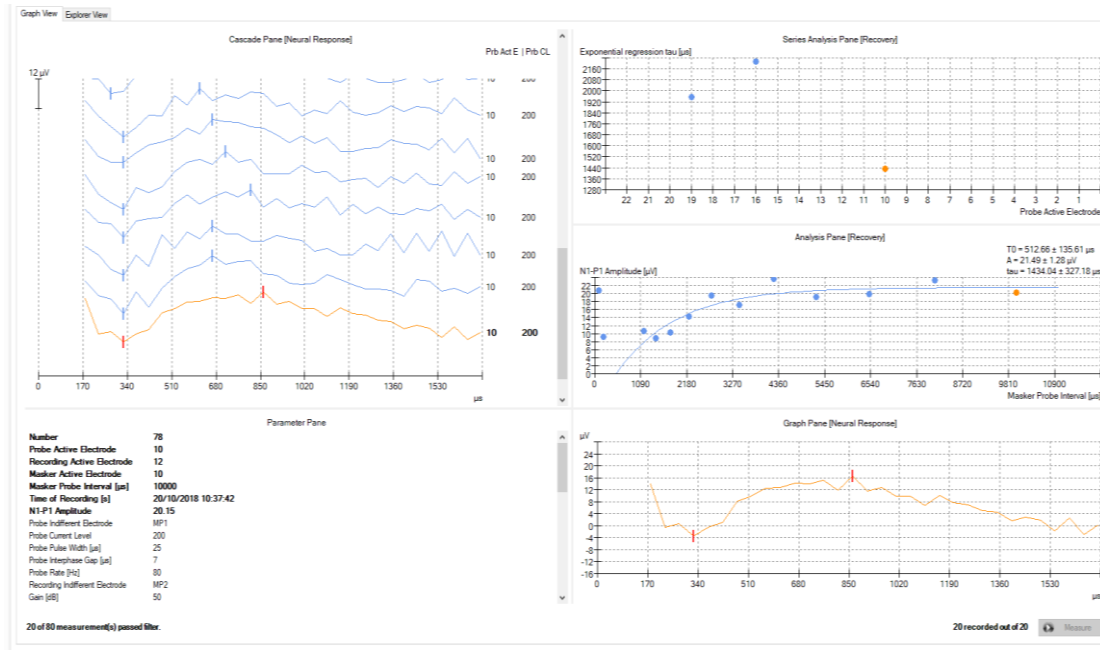 Graph View Explorer View
Cascade Pane [Neural Response]
Prb Act E | Prb CL
12 µV
10 200
10 200
10 200
10 200
10 200
10 200
10 200
10 200
0 170 340 510 680 850 1020 1190 1360 1530
µs
Series Analysis Pane [Recovery]
Exponential regression tau [µs]
2160
2080
2000
1920
1840
1760
1680
1600
1520
1440
1360
1280
22 21 20 19 18 17 16 15 14 13 12 11 10 9 8 7 6 5 4 3 2 1
Probe Active Electrode
Analysis Pane [Recovery]
T0 = 512.66 ± 135.61 µs
A = 21.49 ± 1.28 µV
tau = 1434.04 ± 327.18 µs
N1-P1 Amplitude [µV]
22
20
18
16
14
12
10
8
6
4
2
0
0 1090 2180 3270 4360 5450 6540 7630 8720 9810 10900
Masker Probe Interval [µs]
Parameter Pane
Number 78
Probe Active Electrode 10
Recording Active Electrode 12
Masker Active Electrode 10
Masker Probe Interval [µs] 10000
Time of Recording [s] 20/10/2018 10:37:42
N1-P1 Amplitude 20.15
Probe Indifferent Electrode MP1
Probe Current Level 200
Probe Pulse Width [µs] 25
Probe Interphase Gap [µs] 7
Probe Rate [Hz] 80
Recording Indifferent Electrode MP2
Gain [dB] 50
Graph Pane [Neural Response]
µV
24
20
16
12
8
4
0
-4
-8
-12
-16
0 170 340 510 680 850 1020 1190 1360 1530
µs
20 of 80 measurement(s) passed filter.
20 recorded out of 20 Measure